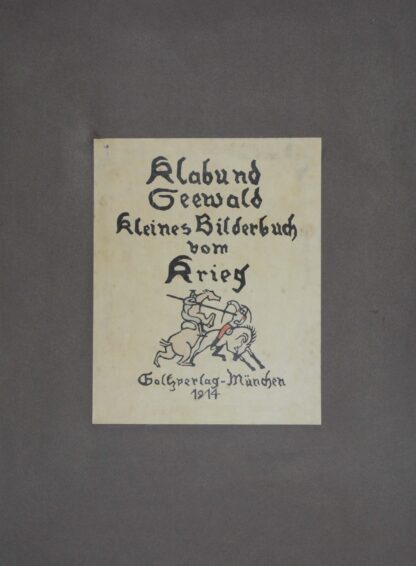 Klabund
Seewald
Kleines Bilderbuch
vom
Krieg
Goltzverlag-München
1914